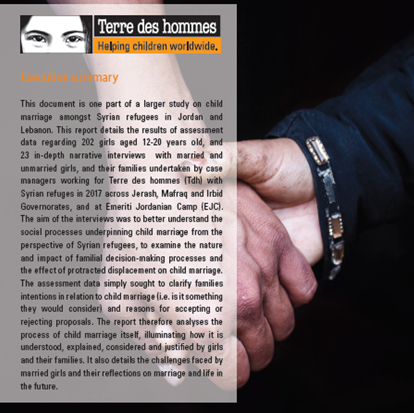 Terre des hommes
Helping children worldwide.
Executive summary
This document is one part of a larger study on child
marriage amongst Syrian refugees in Jordan and
Lebanon. This report details the results of assessment
data regarding 202 girls aged 12-20 years old, and
23 in-depth narrative interviews with married and
unmarried girls, and their families undertaken by case
managers working for Terre des hommes (Tdh) with
Syrian refuges in 2017 across Jerash, Mafraq and Irbid
Governorates, and at Emeriti Jordanian Camp (EJC).
The aim of the interviews was to better understand the
social processes underpinning child marriage from the
perspective of Syrian refugees, to examine the nature
and impact of familial decision-making processes and
the effect of protracted displacement on child marriage.
The assessment data simply sought to clarify families
intentions in relation to child marriage (i.e. is it something
they would consider) and reasons for accepting or
rejecting proposals. The report therefore analyses the
process of child marriage itself, illuminating how it is
understood, explained, considered and justified by girls
and their families. It also details the challenges faced by
married girls and their reflections on marriage and life in
the future.